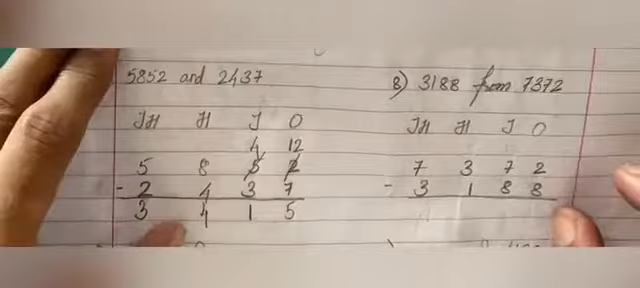 5852 and 2437
TH H T O
4 12
5 8 5 2
- 2 4 3 7
3 4 1 5
8) 3188 from 7372
TH H T O
7 3 7 2
- 3 1 8 8